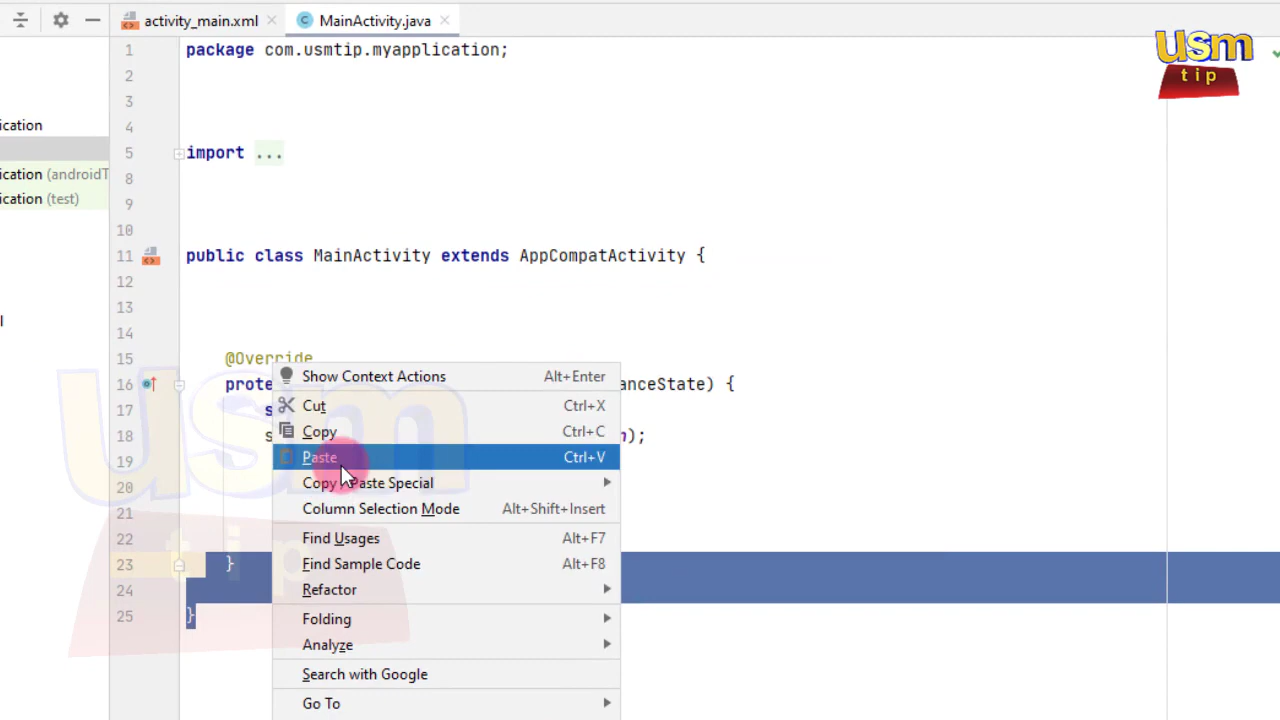 activity_main.xml
MainActivity.java
usm
tip
1 package com.usmtip.myapplication;
2
3
4
ication
5 import ...
ication (androidT
8
ication (test)
9
10
11 public class MainActivity extends AppCompatActivity {
12
13
14
15 @Override
16 prote anceState) {
17 s
18 s n);
19
20
21
22
23 }
24
25 }
Show Context Actions Alt+Enter
Cut Ctrl+X
Copy Ctrl+C
Paste Ctrl+V
Copy Paste Special
Column Selection Mode Alt+Shift+Insert
Find Usages Alt+F7
Find Sample Code Alt+F8
Refactor
Folding
Analyze
Search with Google
Go To
usm
tip